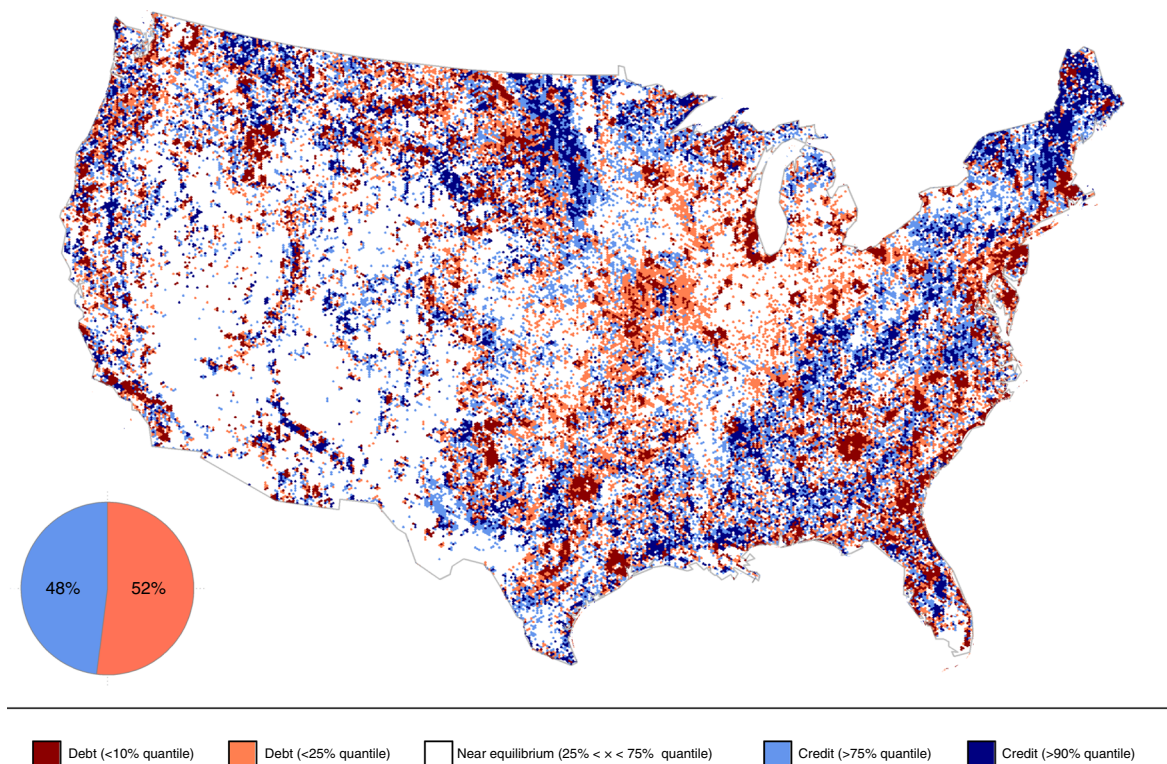 48%
52%
Debt (<10% quantile)
Debt (<25% quantile)
Near equilibrium (25% < × < 75% quantile)
Credit (>75% quantile)
Credit (>90% quantile)